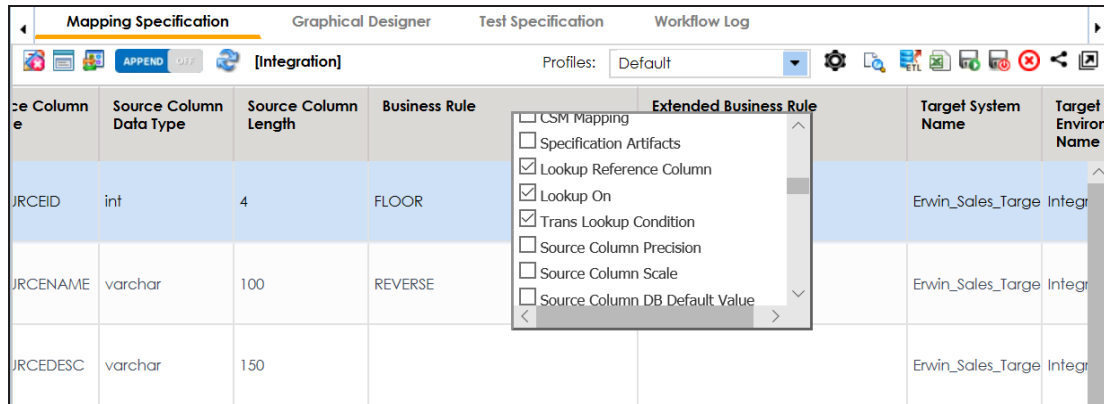 Mapping Specification Graphical Designer Test Specification Workflow Log
APPEND OFF [Integration] Profiles: Default ETL
ce Column
e
Source Column
Data Type
Source Column
Length
Business Rule
Extended Business Rule
Target System
Name
Target
Environ
Name
CSM Mapping
Specification Artifacts
Lookup Reference Column
Lookup On
Trans Lookup Condition
Source Column Precision
Source Column Scale
Source Column DB Default Value
URCEID int 4 FLOOR Erwin_Sales_Targe Integr
URCENAME varchar 100 REVERSE Erwin_Sales_Targe Integr
URCEDESC varchar 150 Erwin_Sales_Targe Integr